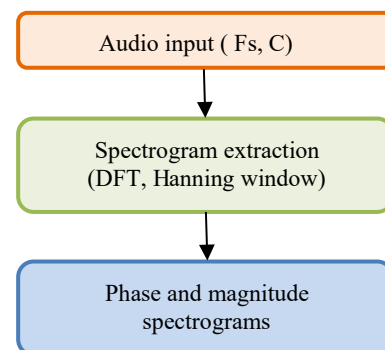 Audio input ( Fs, C)
Spectrogram extraction
(DFT, Hanning window)
Phase and magnitude
spectrograms